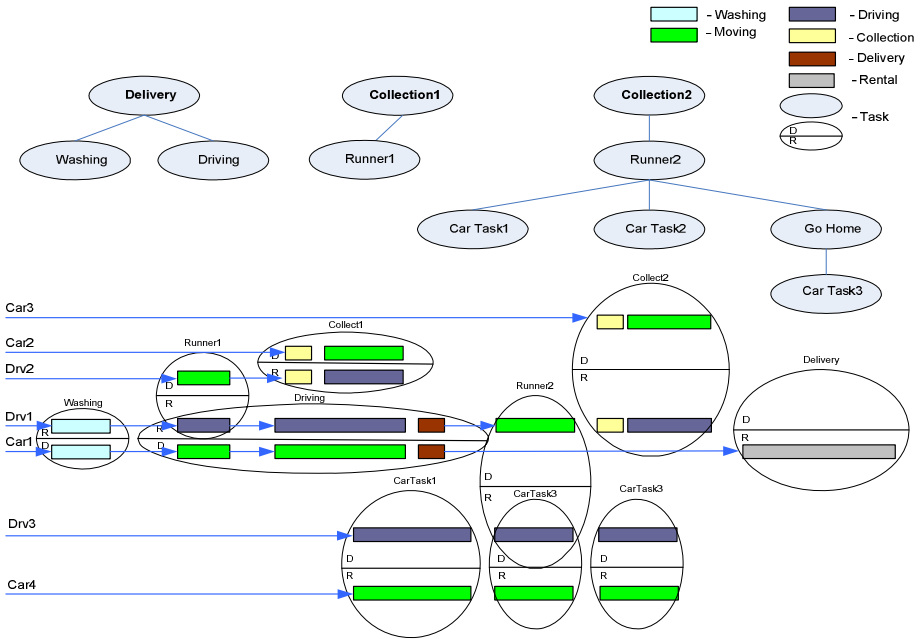 – Washing
– Driving
– Moving
– Collection
– Delivery
– Rental
– Task
D
R
Delivery
Collection1
Collection2
Washing
Driving
Runner1
Runner2
Car Task1
Car Task2
Go Home
Car Task3
Collect2
Car3
Collect1
Car2
D
Runner1
Drv2
R
D
R
D
R
Delivery
Runner2
Washing
Driving
Drv1
R
R
D
R
Car1
D
D
D
R
CarTask1
CarTask3
CarTask3
Drv3
D
R
D
R
D
R
Car4